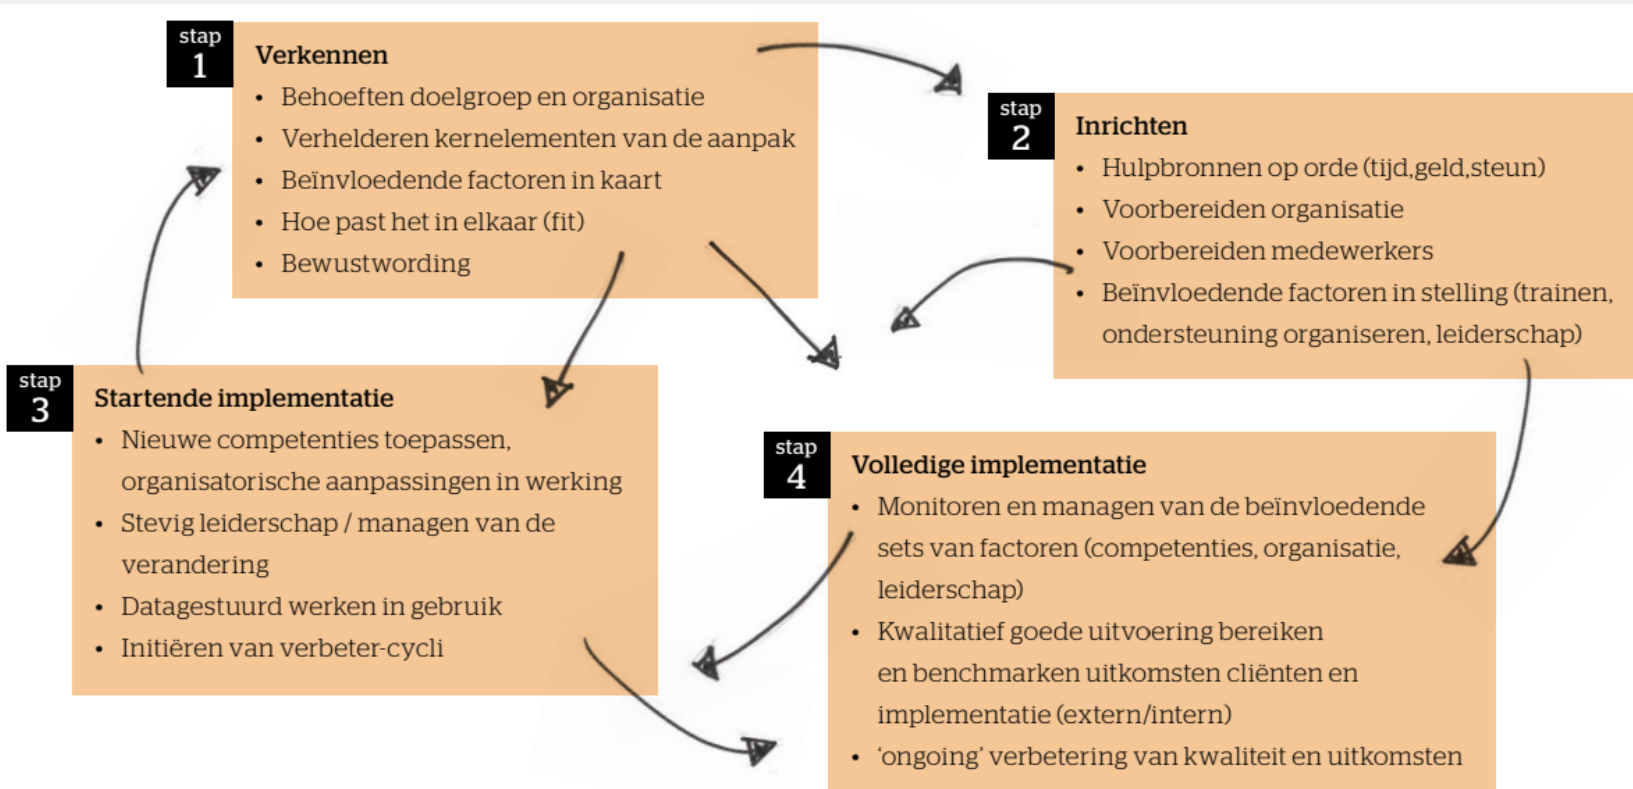 stap
1
Verkennen
• Behoeften doelgroep en organisatie
• Verhelderen kernelementen van de aanpak
• Beïnvloedende factoren in kaart
• Hoe past het in elkaar (fit)
• Bewustwording
stap
2
Inrichten
• Hulpbronnen op orde (tijd,geld,steun)
• Voorbereiden organisatie
• Voorbereiden medewerkers
• Beïnvloedende factoren in stelling (trainen,
ondersteuning organiseren, leiderschap)
stap
3
Startende implementatie
• Nieuwe competenties toepassen,
organisatorische aanpassingen in werking
• Stevig leiderschap / managen van de
verandering
• Datagestuurd werken in gebruik
• Initiëren van verbeter-cycli
stap
4
Volledige implementatie
• Monitoren en managen van de beïnvloedende
sets van factoren (competenties, organisatie,
leiderschap)
• Kwalitatief goede uitvoering bereiken
en benchmarken uitkomsten cliënten en
implementatie (extern/intern)
• ‘ongoing’ verbetering van kwaliteit en uitkomsten